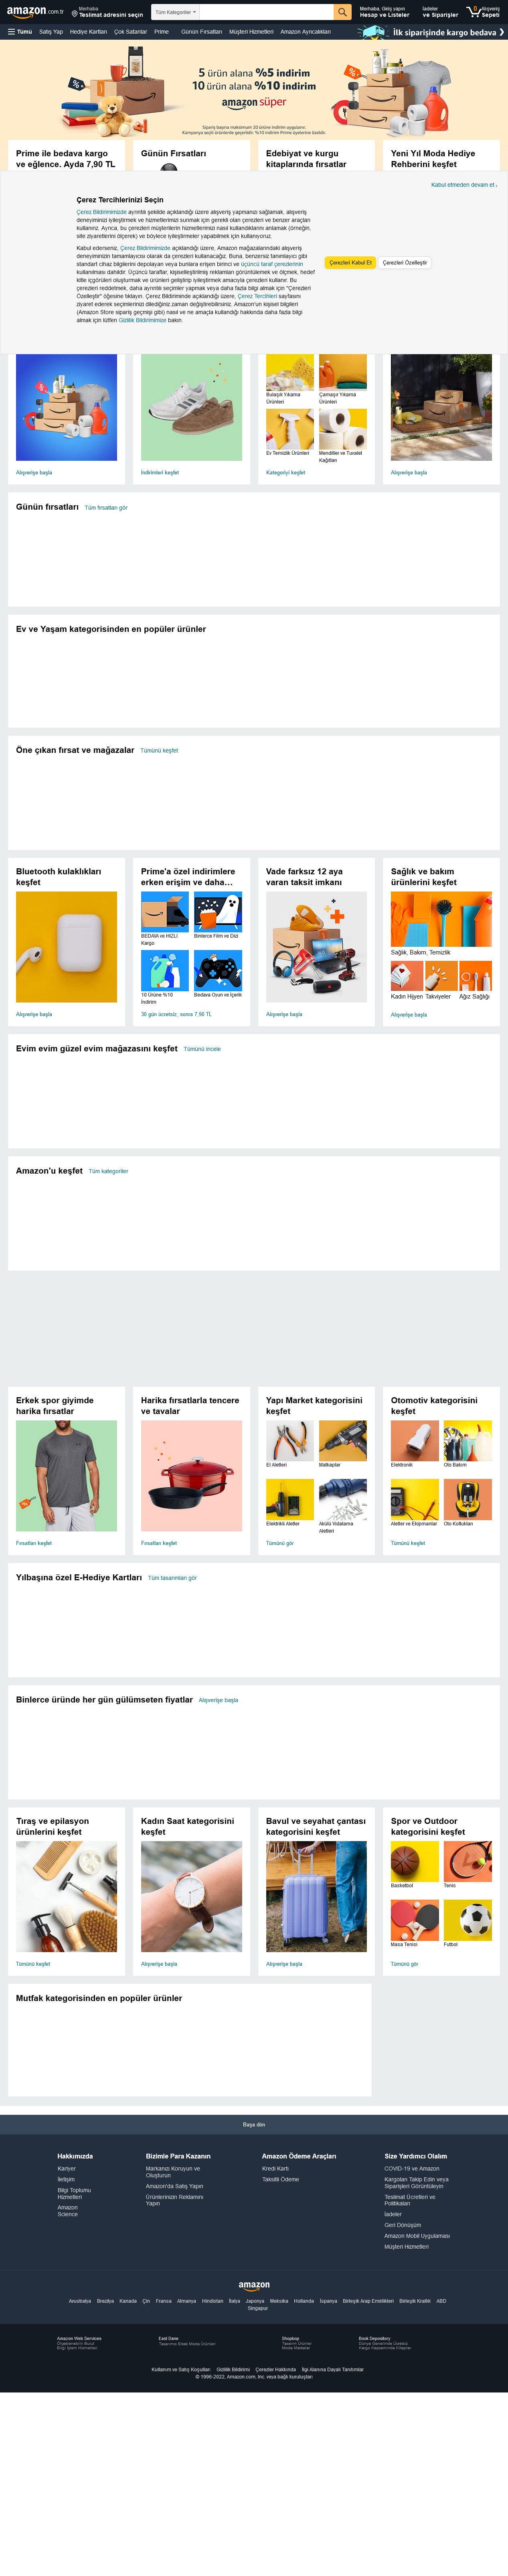 amazon.com.tr
Merhaba
Teslimat adresini seçin
Tüm Kategoriler
Merhaba, Giriş yapın
Hesap ve Listeler
İadeler
ve Siparişler
0
Alışveriş
Sepeti
Tümü Satış Yap Hediye Kartları Çok Satanlar Prime Günün Fırsatları Müşteri Hizmetleri Amazon Ayrıcalıkları
İlk siparişinde kargo bedava
5 ürün alana %5 indirim
10 ürün alana %10 indirim
amazon süper
Sipariş başına maksimum 20 ürüne indirim uygulanır.
Kampanya seçili ürünlerde geçerlidir. %10 indirim Prime üyelerine özeldir.
Prime ile bedava kargo
ve eğlence. Ayda 7,90 TL
Günün Fırsatları
Edebiyat ve kurgu
kitaplarında fırsatlar
Yeni Yıl Moda Hediye
Rehberini keşfet
Kabul etmeden devam et
Çerez Tercihlerinizi Seçin
Çerez Bildirimimizde ayrıntılı şekilde açıklandığı üzere alışveriş yapmanızı sağlamak, alışveriş
deneyiminizi iyileştirmek ve hizmetlerimizi sunmak için gerekli olan çerezleri ve benzer araçları
kullanırız. Ayrıca, bu çerezleri müşterilerin hizmetlerimizi nasıl kullandıklarını anlamak (örneğin,
site ziyaretlerini ölçerek) ve böylece iyileştirmeler yapabilmek için kullanıyoruz.
Kabul ederseniz, Çerez Bildirimimizde açıklandığı üzere, Amazon mağazalarındaki alışveriş
deneyiminizin tamamlayıcısı olarak da çerezleri kullanacağız. Buna, benzersiz tanımlayıcı gibi
standart cihaz bilgilerini depolayan veya bunlara erişen birinci ve üçüncü taraf çerezlerinin
kullanılması dahildir. Üçüncü taraflar, kişiselleştirilmiş reklamları görüntülemek ve ölçmek, hedef
kitle içgörüleri oluşturmak ve ürünleri geliştirip iyileştirmek amacıyla çerezleri kullanır. Bu
çerezleri reddetmek, daha ayrıntılı seçimler yapmak veya daha fazla bilgi almak için "Çerezleri
Özelleştir" öğesine tıklayın. Çerez Bildiriminde açıklandığı üzere, Çerez Tercihleri sayfasını
ziyaret ederek seçimlerinizi dilediğiniz zaman değiştirebilirsiniz. Amazon'un kişisel bilgileri
(Amazon Store sipariş geçmişi gibi) nasıl ve ne amaçla kullandığı hakkında daha fazla bilgi
almak için lütfen Gizlilik Bildirimimize bakın.
Çerezleri Kabul Et
Çerezleri Özelleştir
Bulaşık Yıkama
Ürünleri
Çamaşır Yıkama
Ürünleri
Ev Temizlik Ürünleri
Mendiller ve Tuvalet
Kağıtları
Alışverişe başla
İndirimleri keşfet
Kategoriyi keşfet
Alışverişe başla
Günün fırsatları Tüm fırsatları gör
Ev ve Yaşam kategorisinden en popüler ürünler
Öne çıkan fırsat ve mağazalar Tümünü keşfet
Bluetooth kulaklıkları
keşfet
Alışverişe başla
Prime'a özel indirimlere
erken erişim ve daha…
BEDAVA ve HIZLI
Kargo
Binlerce Film ve Dizi
10 Ürüne %10
İndirim
Bedava Oyun ve İçerik
30 gün ücretsiz, sonra 7,90 TL
Vade farksız 12 aya
varan taksit imkanı
Alışverişe başla
Sağlık ve bakım
ürünlerini keşfet
Sağlık, Bakım, Temizlik
Kadın Hijyen Takviyeler Ağız Sağlığı
Alışverişe başla
Evim evim güzel evim mağazasını keşfet Tümünü incele
Amazon'u keşfet Tüm kategoriler
Erkek spor giyimde
harika fırsatlar
Fırsatları keşfet
Harika fırsatlarla tencere
ve tavalar
Fırsatları keşfet
Yapı Market kategorisini
keşfet
El Aletleri
Matkaplar
Elektrikli Aletler
Akülü Vidalama
Aletleri
Tümünü gör
Otomotiv kategorisini
keşfet
Elektronik
Oto Bakım
Aletler ve Ekipmanlar
Oto Koltukları
Tümünü keşfet
Yılbaşına özel E-Hediye Kartları Tüm tasarımları gör
Binlerce üründe her gün gülümseten fiyatlar Alışverişe başla
Tıraş ve epilasyon
ürünlerini keşfet
Tümünü keşfet
Kadın Saat kategorisini
keşfet
Alışverişe başla
Bavul ve seyahat çantası
kategorisini keşfet
Alışverişe başla
Spor ve Outdoor
kategorisini keşfet
Basketbol
Tenis
Masa Tenisi
Futbol
Tümünü gör
Mutfak kategorisinden en popüler ürünler
Başa dön
Hakkımızda
Kariyer
İletişim
Bilgi Toplumu
Hizmetleri
Amazon
Science
Bizimle Para Kazanın
Markanızı Koruyun ve
Oluşturun
Amazon'da Satış Yapın
Ürünlerinizin Reklamını
Yapın
Amazon Ödeme Araçları
Kredi Kartı
Taksitli Ödeme
Size Yardımcı Olalım
COVID-19 ve Amazon
Kargoları Takip Edin veya
Siparişleri Görüntüleyin
Teslimat Ücretleri ve
Politikaları
İadeler
Geri Dönüşüm
Amazon Mobil Uygulaması
Müşteri Hizmetleri
amazon
Avustralya Brezilya Kanada Çin Fransa Almanya Hindistan İtalya Japonya Meksika Hollanda İspanya Birleşik Arap Emirlikleri Birleşik Krallık ABD
Singapur
Amazon Web Services
Ölçeklenebilir Bulut
Bilgi İşlem Hizmetleri
East Dane
Tasarımcı Erkek Moda Ürünleri
Shopbop
Tasarım Ürünler
Moda Markalar
Book Depository
Dünya Genelinde Ücretsiz
Kargo Kapsamında Kitaplar
Kullanım ve Satış Koşulları Gizlilik Bildirimi Çerezler Hakkında İlgi Alanına Dayalı Tanıtımlar
© 1996-2022, Amazon.com, Inc. veya bağlı kuruluşları